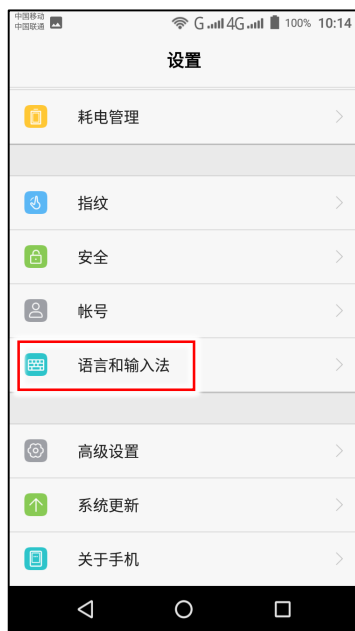 中国移动
中国联通 G 4G 100% 10:14
设置
耗电管理
指纹
安全
帐号
语言和输入法
高级设置
系统更新
关于手机